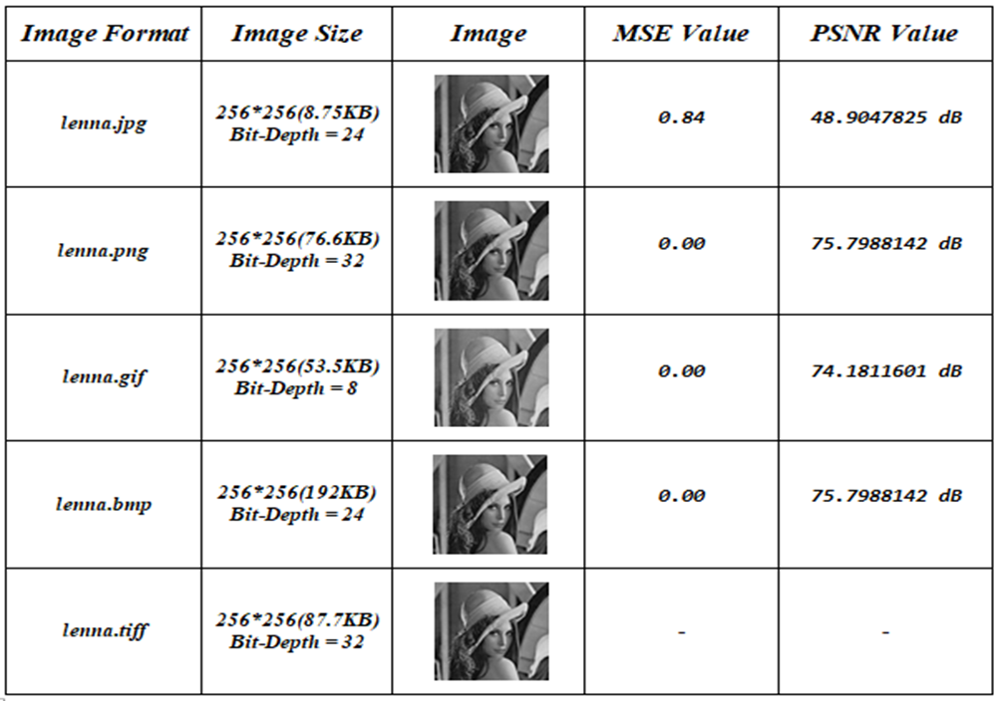 Image Format Image Size Image MSE Value PSNR Value
lenna.jpg 256*256(8.75KB) 0.84 48.9047825 dB
Bit-Depth = 24
lenna.png 256*256(76.6KB) 0.00 75.7988142 dB
Bit-Depth = 32
lenna.gif 256*256(53.5KB) 0.00 74.1811601 dB
Bit-Depth = 8
lenna.bmp 256*256(192KB) 0.00 75.7988142 dB
Bit-Depth = 24
lenna.tiff 256*256(87.7KB) - -
Bit-Depth = 32